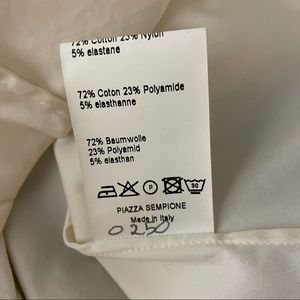 72% Cotton 23% Nylon
5% elastane
72% Coton 23% Polyamide
5% elasthanne
72% Baumwolle
23% Polyamid
5% elasthan
P
30
PIAZZA SEMPIONE
Made in Italy
0250